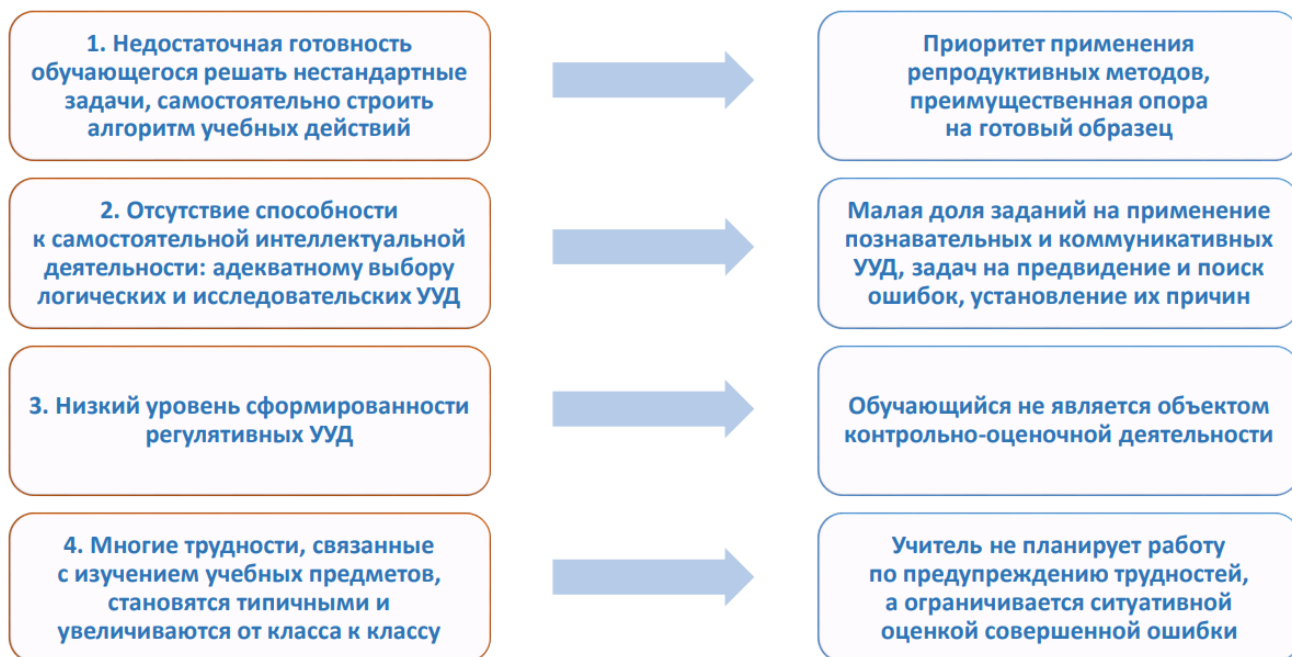 1. Недостаточная готовность
обучающегося решать нестандартные
задачи, самостоятельно строить
алгоритм учебных действий
Приоритет применения
репродуктивных методов,
преимущественная опора
на готовый образец
2. Отсутствие способности
к самостоятельной интеллектуальной
деятельности: адекватному выбору
логических и исследовательских УУД
Малая доля заданий на применение
познавательных и коммуникативных
УУД, задач на предвидение и поиск
ошибок, установление их причин
3. Низкий уровень сформированности
регулятивных УУД
Обучающийся не является объектом
контрольно-оценочной деятельности
4. Многие трудности, связанные
с изучением учебных предметов,
становятся типичными и
увеличиваются от класса к классу
Учитель не планирует работу
по предупреждению трудностей,
а ограничивается ситуативной
оценкой совершенной ошибки